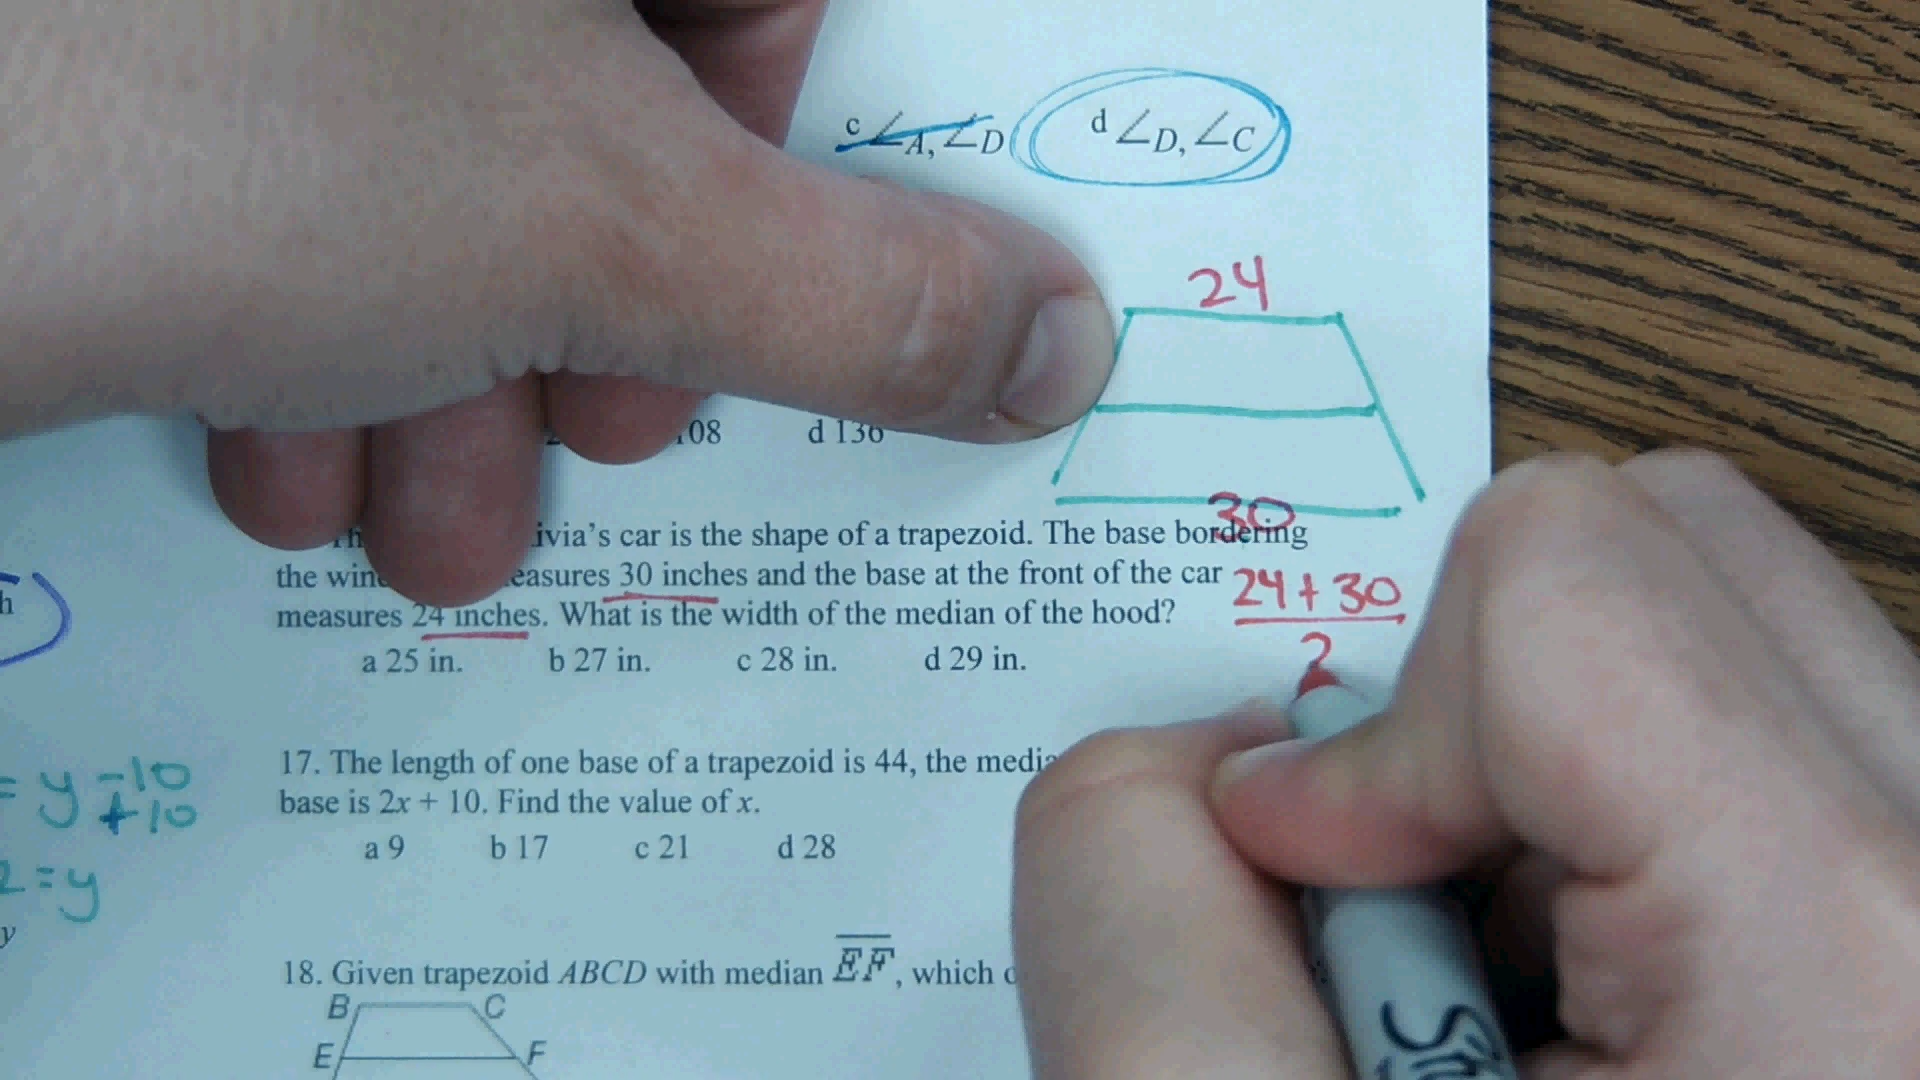 c ∠A, ∠D d ∠D, ∠C
24
108 d 136
30
ivia's car is the shape of a trapezoid. The base bordering
the easures 30 inches and the base at the front of the car
measures 24 inches. What is the width of the median of the hood?
24 + 30
2
a 25 in. b 27 in. c 28 in. d 29 in.
17. The length of one base of a trapezoid is 44, the
base is 2x + 10. Find the value of x.
a 9 b 17 c 21 d 28
= y - 10
+ 10
2 = y
y
18. Given trapezoid ABCD with median EF, which
B C
E F